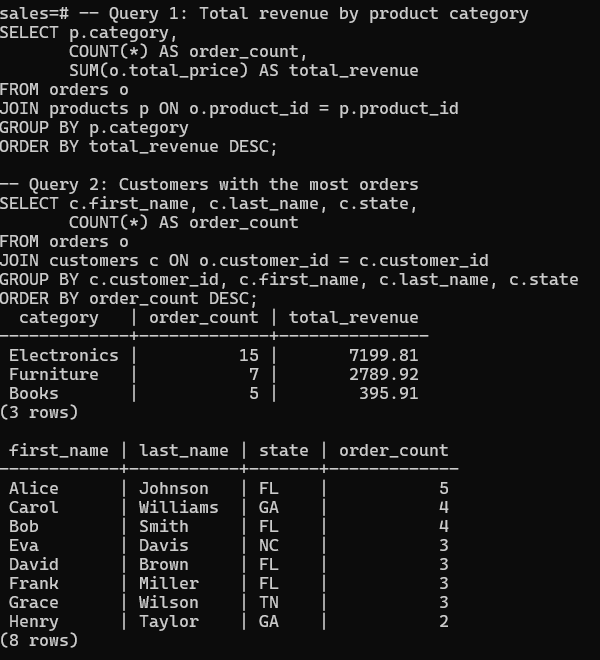 sales=# -- Query 1: Total revenue by product category
SELECT p.category,
       COUNT(*) AS order_count,
       SUM(o.total_price) AS total_revenue
FROM orders o
JOIN products p ON o.product_id = p.product_id
GROUP BY p.category
ORDER BY total_revenue DESC;

-- Query 2: Customers with the most orders
SELECT c.first_name, c.last_name, c.state,
       COUNT(*) AS order_count
FROM orders o
JOIN customers c ON o.customer_id = c.customer_id
GROUP BY c.customer_id, c.first_name, c.last_name, c.state
ORDER BY order_count DESC;
  category   | order_count | total_revenue
-------------+-------------+---------------
 Electronics |          15 |       7199.81
 Furniture   |           7 |       2789.92
 Books       |           5 |        395.91
(3 rows)

 first_name | last_name | state | order_count
------------+-----------+-------+-------------
 Alice      | Johnson   | FL    |           5
 Carol      | Williams  | GA    |           4
 Bob        | Smith     | FL    |           4
 Eva        | Davis     | NC    |           3
 David      | Brown     | FL    |           3
 Frank      | Miller    | FL    |           3
 Grace      | Wilson    | TN    |           3
 Henry      | Taylor    | GA    |           2
(8 rows)